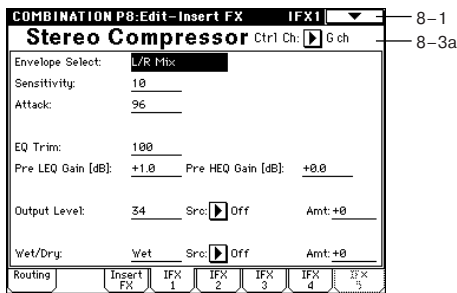 COMBINATION P8:Edit-Insert FX IFX1
8-1
Stereo Compressor Ctrl Ch: G ch
8-3a
Envelope Select: L/R Mix
Sensitivity: 10
Attack: 96
EQ Trim: 100
Pre LEQ Gain [dB]: +1.0 Pre HEQ Gain [dB]: +0.0
Output Level: 34 Src: Off Amt: +0
Wet/Dry: Wet Src: Off Amt: +0
Routing Insert FX IFX 1 IFX 2 IFX 3 IFX 4 IFX 5